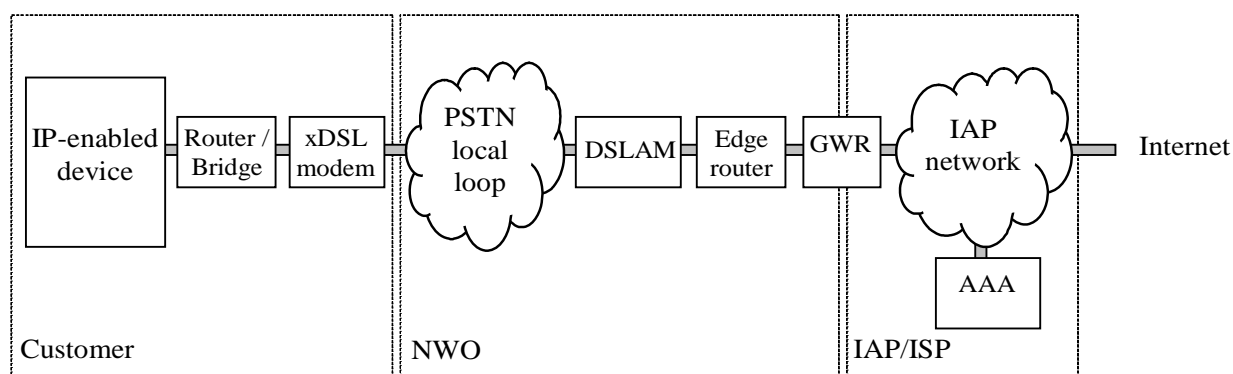 IP-enabled
device
Router /
Bridge
xDSL
modem
PSTN
local
loop
DSLAM
Edge
router
GWR
IAP
network
Internet
AAA
Customer
NWO
IAP/ISP